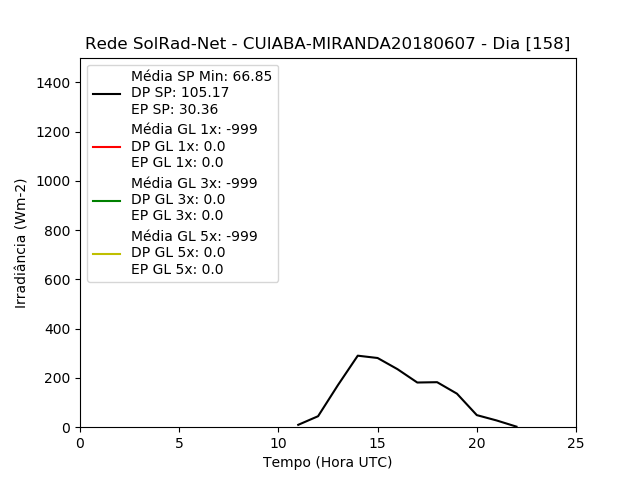 Rede SolRad-Net - CUIABA-MIRANDA20180607 - Dia [158]
Média SP Min: 66.85
DP SP: 105.17
EP SP: 30.36
Média GL 1x: -999
DP GL 1x: 0.0
EP GL 1x: 0.0
Média GL 3x: -999
DP GL 3x: 0.0
EP GL 3x: 0.0
Média GL 5x: -999
DP GL 5x: 0.0
EP GL 5x: 0.0
Irradiância (Wm-2)
1400
1200
1000
800
600
400
200
0
0 5 10 15 20 25
Tempo (Hora UTC)